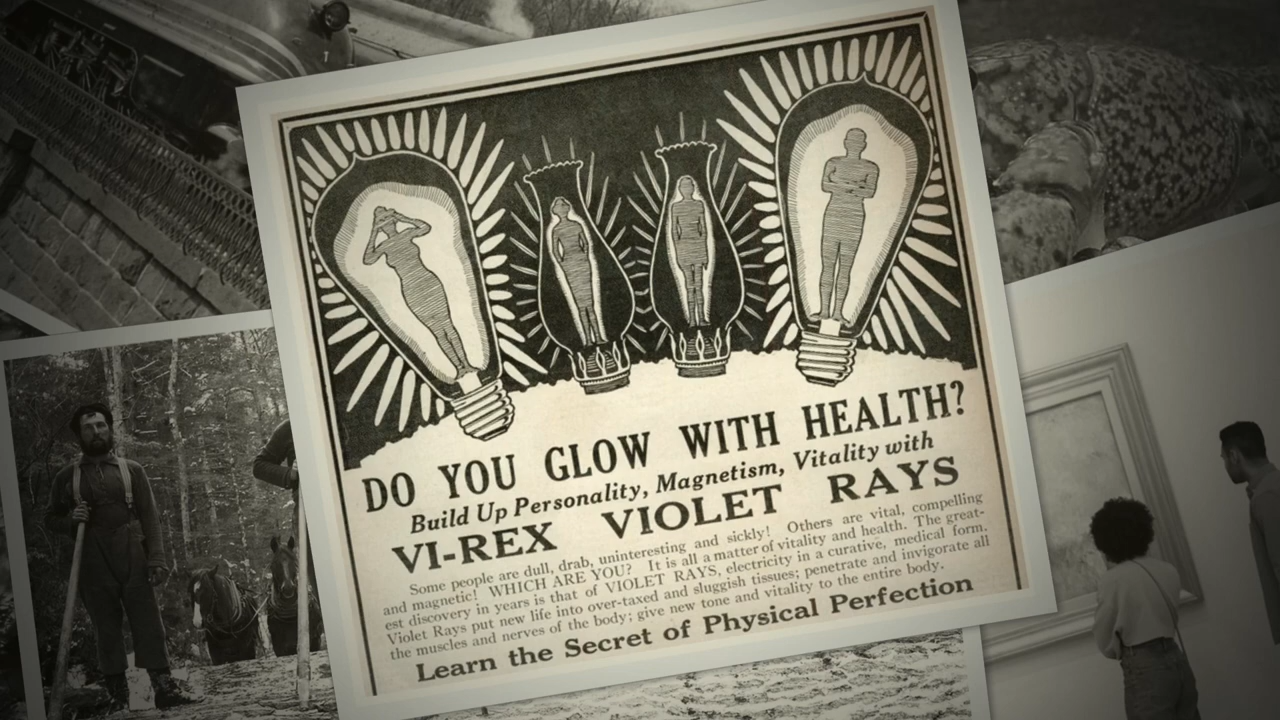 DO YOU GLOW WITH HEALTH?
Build Up Personality, Magnetism, Vitality with
VI-REX VIOLET RAYS
Some people are dull, drab, uninteresting and sickly! Others are vital, compelling
and magnetic! WHICH ARE YOU? It is all a matter of vitality and health. The great-
est discovery in years is that of VIOLET RAYS, electricity in a curative, medical form.
Violet Rays put new life into over-taxed and sluggish tissues; penetrate and invigorate all
the muscles and nerves of the body; give new tone and vitality to the entire body.
Learn the Secret of Physical Perfection